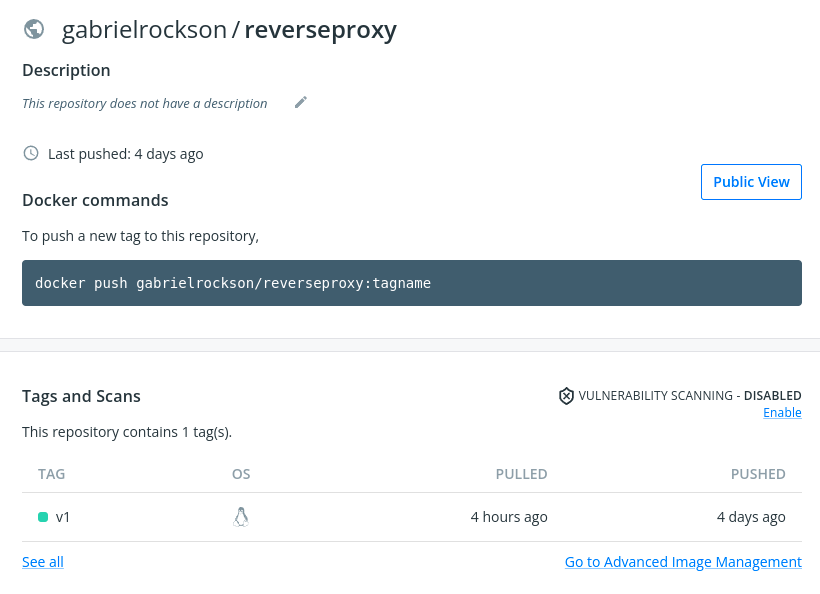 gabrielrockson / reverseproxy
Description
This repository does not have a description
Last pushed: 4 days ago
Public View
Docker commands
To push a new tag to this repository,
docker push gabrielrockson/reverseproxy:tagname
Tags and Scans
VULNERABILITY SCANNING - DISABLED
Enable
This repository contains 1 tag(s).
TAG OS PULLED PUSHED
v1 4 hours ago 4 days ago
See all Go to Advanced Image Management